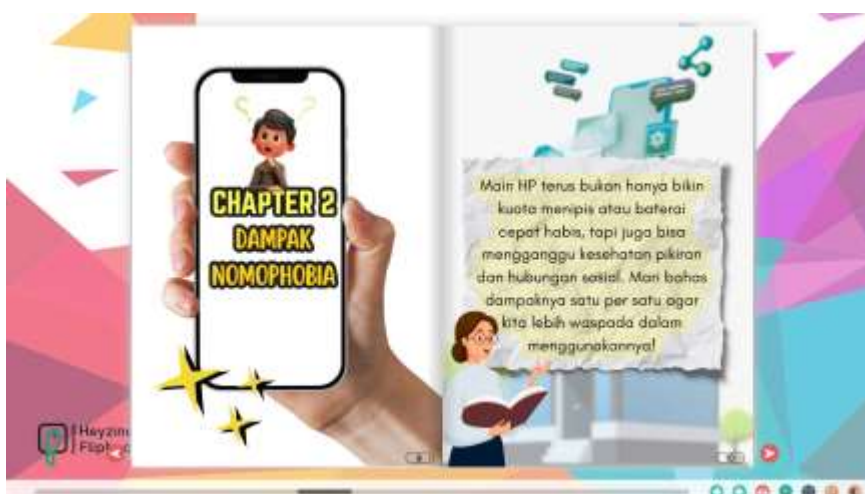 CHAPTER 2
DAMPAK
NOMOPHOBIA
Main HP terus bukan hanya bikin
kuota menipis atau baterai
cepat habis, tapi juga bisa
mengganggu kesehatan pikiran
dan hubungan sosial. Mari bahas
dampaknya satu per satu agar
kita lebih waspada dalam
menggunakannya!